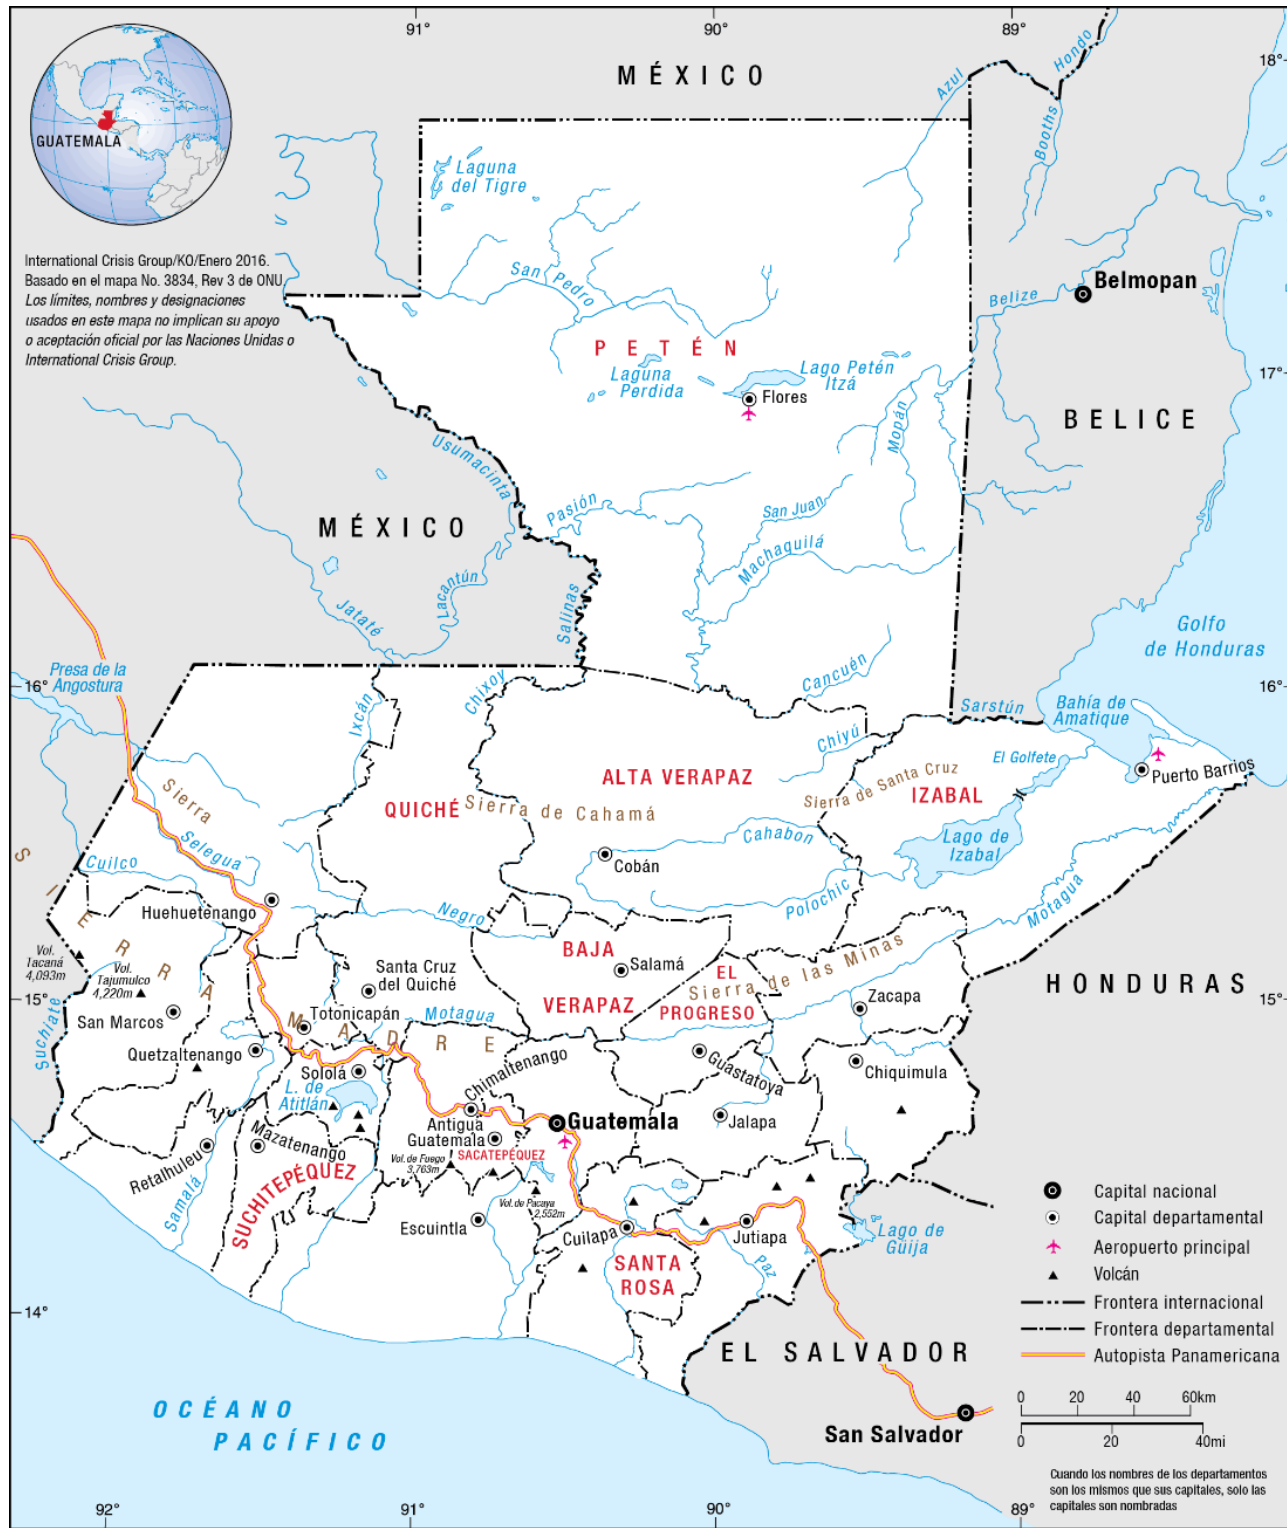 91°
90°
89°
18°
MÉXICO
Azul
Hondo
Booths
GUATEMALA
Laguna
del Tigre
International Crisis Group/KO/Enero 2016.
Basado en el mapa No. 3834, Rev 3 de ONU
Los límites, nombres y designaciones
usados en este mapa no implican su apoyo
o aceptación oficial por las Naciones Unidas o
International Crisis Group.
San Pedro
Belmopan
Belize
PETÉN
Laguna
Perdida
Lago Petén
Itzá
Flores
17°
Mopán
BELICE
Usumacinta
MÉXICO
Pasión
San Juan
Machaquilá
Lacantún
Jataté
Salinas
Golfo
de Honduras
Presa de la
Angostura
16°
16°
Ixcán
Chixoy
Cancuén
Sarstún
Bahía de
Amatique
Chiyú
El Golfete
Puerto Barrios
Sierra
ALTA VERAPAZ
Sierra de Santa Cruz
IZABAL
QUICHÉ
Sierra de Cahamá
Selegua
Cuilco
Cahabon
Lago de
Izabal
Cobán
Polochic
Motagua
Huehuetenango
Negro
SIERRA MADRE
BAJA
VERAPAZ
Salamá
EL
PROGRESO
Sierra de las Minas
Vol.
Tacaná
4,093m
Vol.
Tajumulco
4,220m
Santa Cruz
del Quiché
HONDURAS
15°
15°
Zacapa
Suchiate
San Marcos
Totonicapán
Motagua
Quetzaltenango
Sololá
Chimaltenango
Guastatoya
Chiquimula
L. de
Atitlán
Antigua
Guatemala
Guatemala
Jalapa
Mazatenango
Retalhuleu
SACATEPÉQUEZ
Vol. de Fuego
3,763m
SUCHITEPÉQUEZ
Samalá
Vol. de Pacaya
2,552m
Escuintla
Cuilapa
Jutiapa
Lago de
Güija
SANTA
ROSA
Paz
14°
EL SALVADOR
San Salvador
OCÉANO
PACÍFICO
Capital nacional
Capital departamental
Aeropuerto principal
Volcán
Frontera internacional
Frontera departamental
Autopista Panamericana
0 20 40 60km
0 20 40mi
Cuando los nombres de los departamentos
son los mismos que sus capitales, solo las
capitales son nombradas
92°
91°
90°
89°